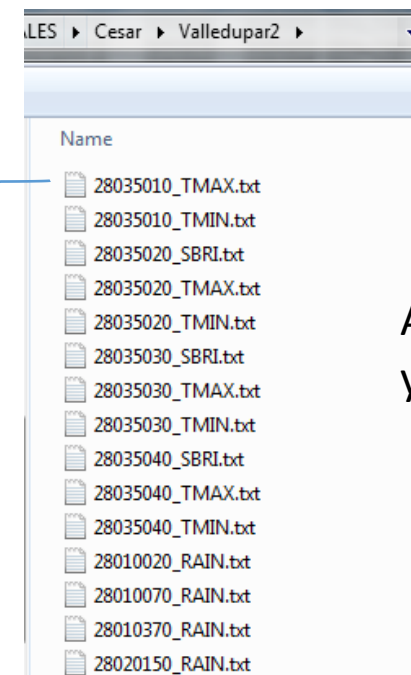 LES ▸ Cesar ▸ Valledupar2 ▸
Name
28035010_TMAX.txt
28035010_TMIN.txt
28035020_SBRI.txt
28035020_TMAX.txt
28035020_TMIN.txt
28035030_SBRI.txt
28035030_TMAX.txt
28035030_TMIN.txt
28035040_SBRI.txt
28035040_TMAX.txt
28035040_TMIN.txt
28010020_RAIN.txt
28010070_RAIN.txt
28010370_RAIN.txt
28020150_RAIN.txt